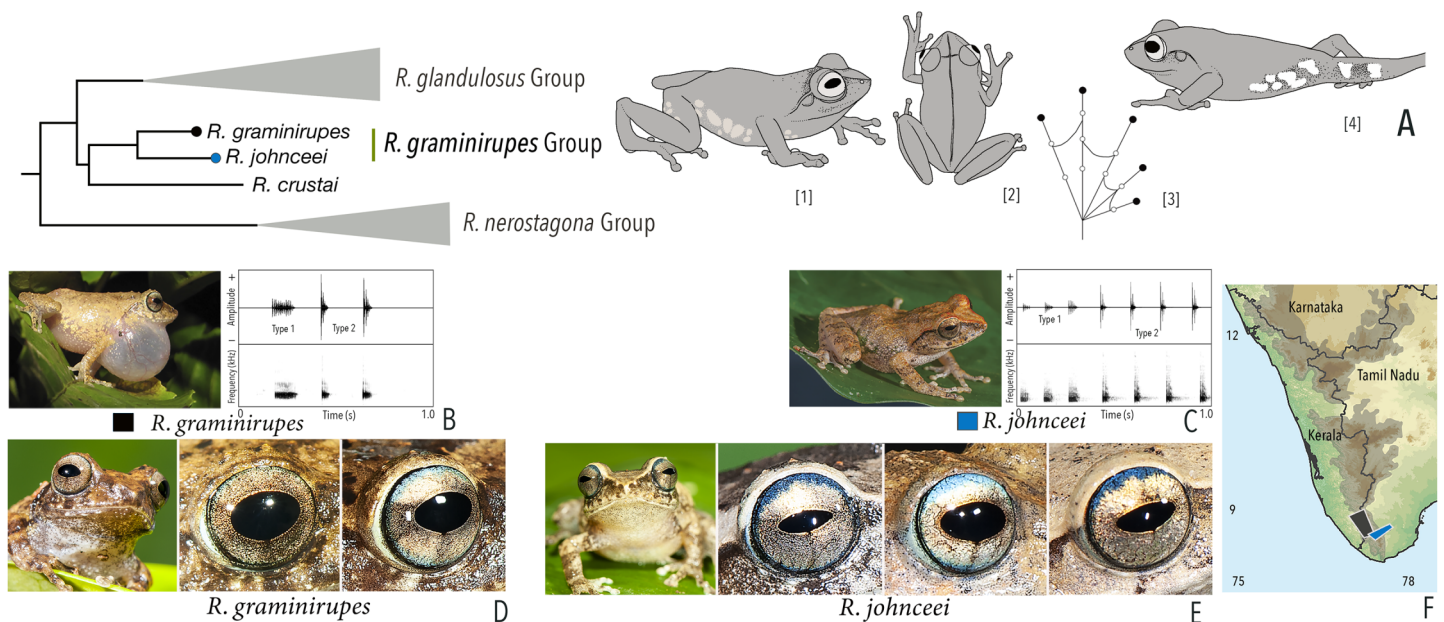 R. glandulosus Group
R. graminirupes
R. johnceei
R. graminirupes Group
R. crustai
R. nerostagona Group
[1]
[2]
[3]
[4]
A
Amplitude
+
–
Type 1
Type 2
Frequency (kHz)
0
Time (s)
1.0
R. graminirupes
B
Amplitude
+
–
Type 1
Type 2
Frequency (kHz)
0
Time (s)
1.0
R. johnceei
C
Karnataka
12
Tamil Nadu
Kerala
9
75
78
F
R. graminirupes
D
R. johnceei
E